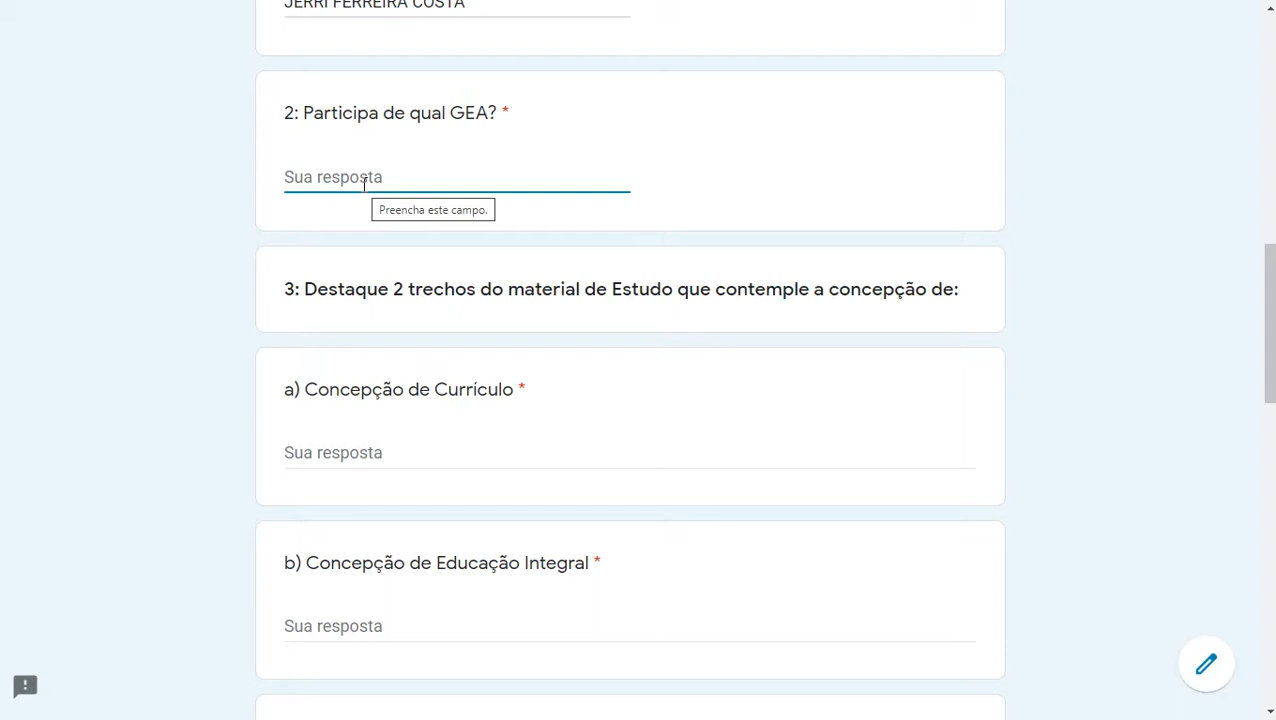 JERRI FERREIRA COSTA
2: Participa de qual GEA? *
Sua resposta
Preencha este campo.
3: Destaque 2 trechos do material de Estudo que contemple a concepção de:
a) Concepção de Currículo *
Sua resposta
b) Concepção de Educação Integral *
Sua resposta